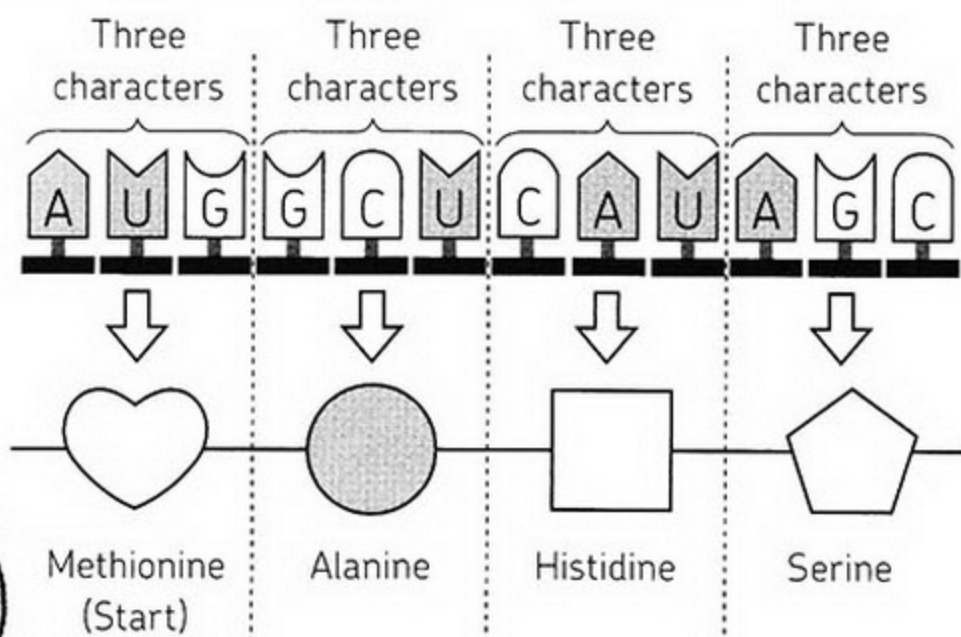 Three characters
Three characters
Three characters
Three characters
A U G G C U C A U A G C
Methionine (Start)
Alanine
Histidine
Serine